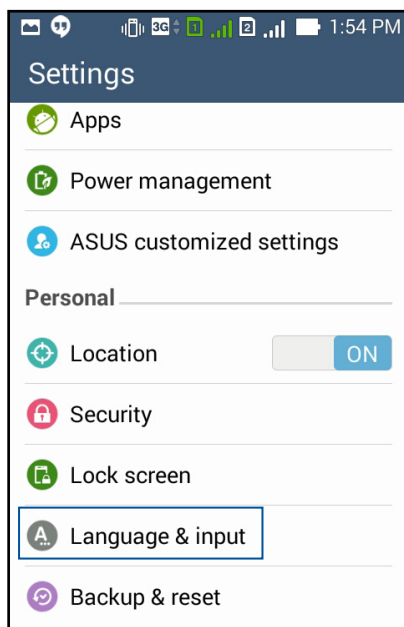 3G 1 2 1:54 PM
Settings
Apps
Power management
ASUS customized settings
Personal
Location ON
Security
Lock screen
A... Language & input
Backup & reset